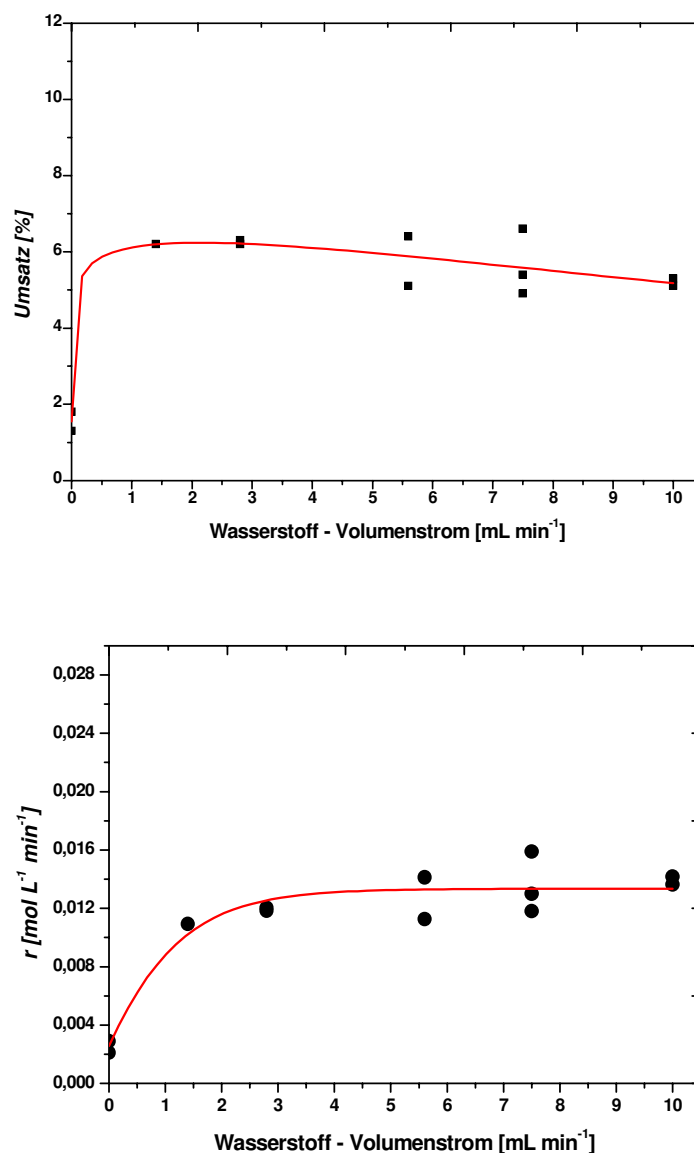 12
10
8
6
4
2
0
Umsatz [%]
0 1 2 3 4 5 6 7 8 9 10
Wasserstoff - Volumenstrom [mL min⁻¹]
0,028
0,024
0,020
0,016
0,012
0,008
0,004
0,000
r [mol L⁻¹ min⁻¹]
0 1 2 3 4 5 6 7 8 9 10
Wasserstoff - Volumenstrom [mL min⁻¹]